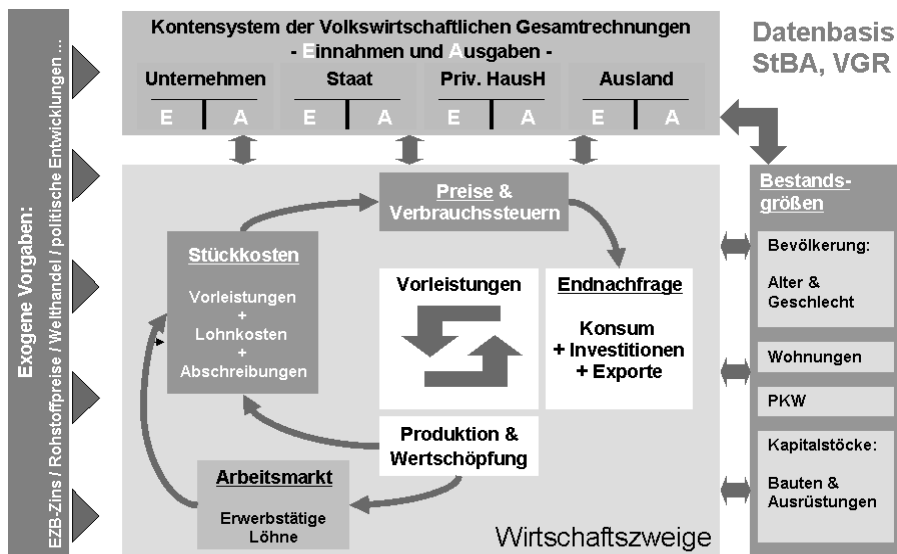 Exogene Vorgaben:
EZB-Zins / Rohstoffpreise / Welthandel / politische Entwicklungen ...
Kontensystem der Volkswirtschaftlichen Gesamtrechnungen
- Einnahmen und Ausgaben -
Unternehmen
E A
Staat
E A
Priv. HausH
E A
Ausland
E A
Datenbasis
StBA, VGR
Preise &
Verbrauchssteuern
Stückkosten
Vorleistungen
+
Lohnkosten
+
Abschreibungen
Vorleistungen
Endnachfrage
Konsum
+ Investitionen
+ Exporte
Produktion &
Wertschöpfung
Arbeitsmarkt
Erwerbstätige
Löhne
Wirtschaftszweige
Bestands-
größen
Bevölkerung:
Alter &
Geschlecht
Wohnungen
PKW
Kapitalstöcke:
Bauten &
Ausrüstungen